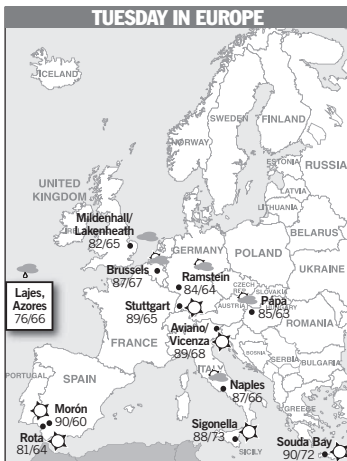 TUESDAY IN EUROPE
ICELAND
SWEDEN
FINLAND
NORWAY
ESTONIA
RUSSIA
LATVIA
LITHUANIA
UNITED
KINGDOM
Mildenhall/
Lakenheath
82/65
BELARUS
POLAND
GERMANY
UKRAINE
Brussels
87/67
Ramstein
84/64
Lajes,
Azores
76/66
CZECH
REP.
SLOVAKIA
Stuttgart
89/65
AUSTRIA
Pápa
85/63
HUNGARY
Aviano/
Vicenza
89/68
ROMANIA
FRANCE
BOSNIA
SERBIA
BULGARIA
ITALY
PORTUGAL
SPAIN
Naples
87/66
Morón
90/60
GREECE
Sigonella
88/73
Rota
81/64
SICILY
Souda Bay
90/72